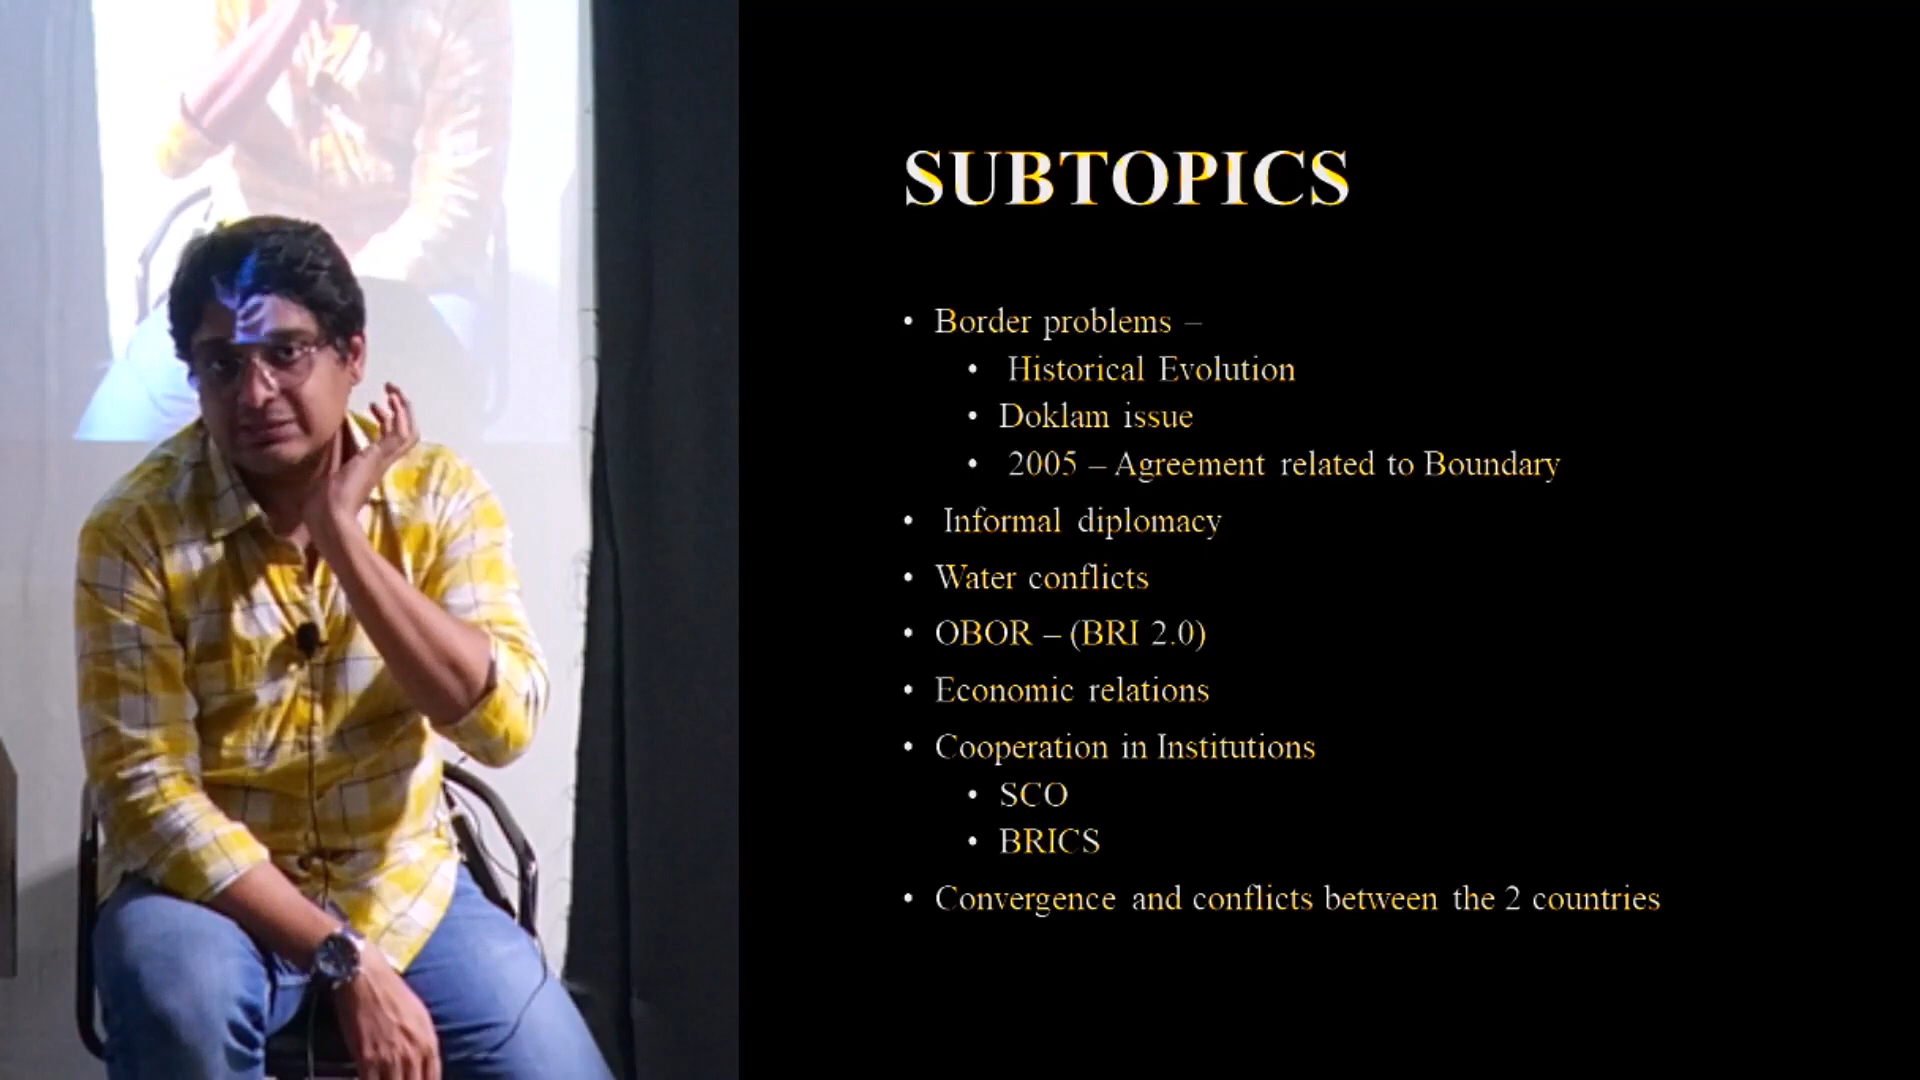 SUBTOPICS
• Border problems –
• Historical Evolution
• Doklam issue
• 2005 – Agreement related to Boundary
• Informal diplomacy
• Water conflicts
• OBOR – (BRI 2.0)
• Economic relations
• Cooperation in Institutions
• SCO
• BRICS
• Convergence and conflicts between the 2 countries